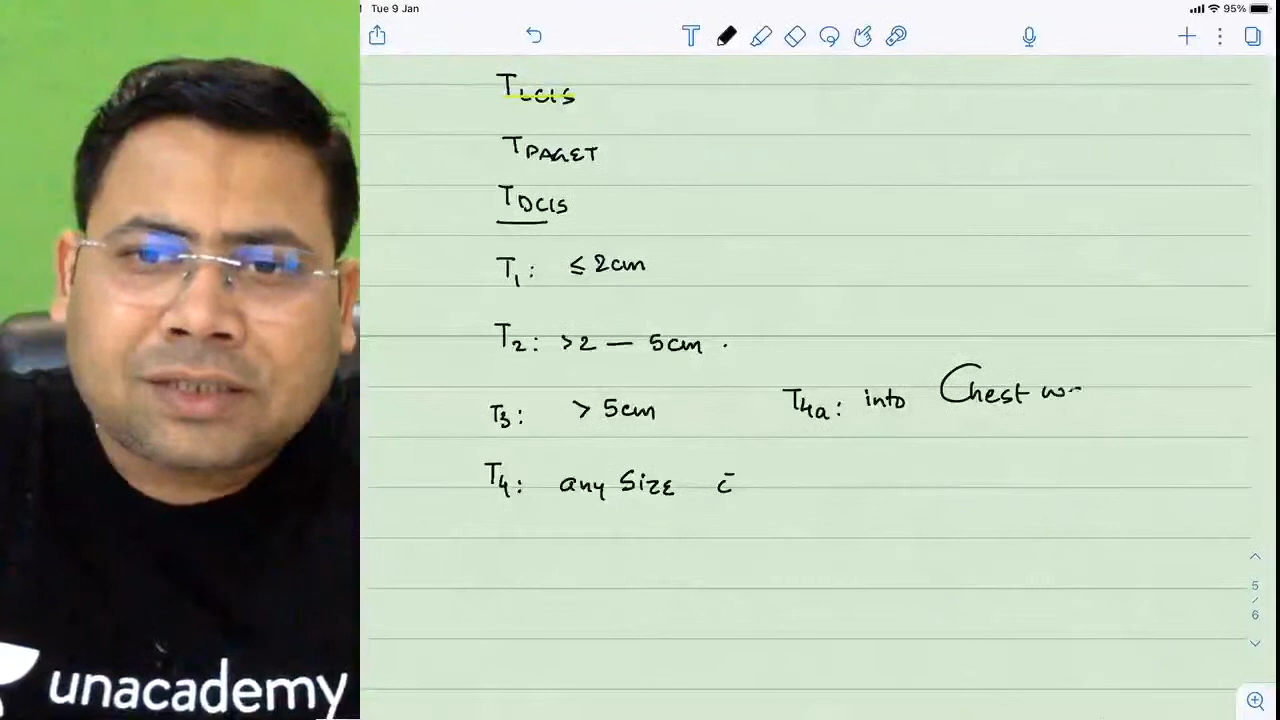 Tue 9 Jan
95%
T
TLCIS
TPAGET
TDCIS
T1: ≤ 2cm
T2: >2 — 5cm .
T3: > 5cm
T4a: into Chest w
T4: any Size c̄
5
6
unacademy